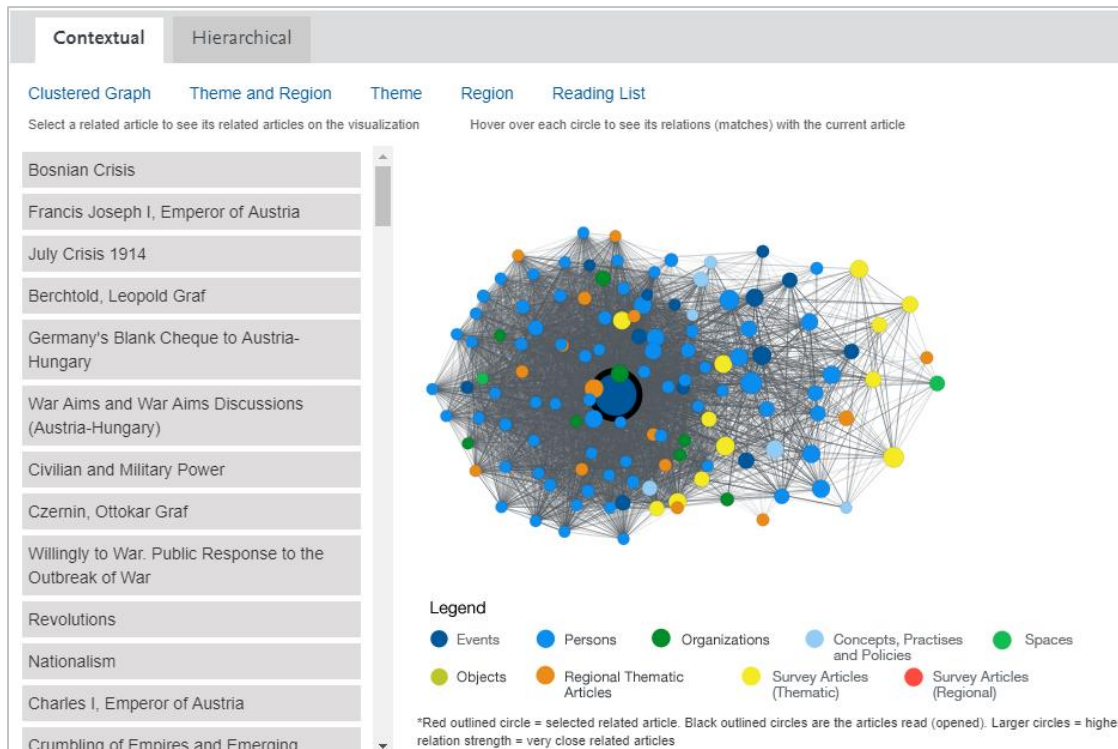 Contextual Hierarchical
Clustered Graph Theme and Region Theme Region Reading List
Select a related article to see its related articles on the visualization Hover over each circle to see its relations (matches) with the current article
Bosnian Crisis
Francis Joseph I, Emperor of Austria
July Crisis 1914
Berchtold, Leopold Graf
Germany's Blank Cheque to Austria-
Hungary
War Aims and War Aims Discussions
(Austria-Hungary)
Civilian and Military Power
Czernin, Ottokar Graf
Willingly to War. Public Response to the
Outbreak of War
Revolutions
Nationalism
Charles I, Emperor of Austria
Crumbling of Empires and Emerging
Legend
Events Persons Organizations Concepts, Practises
and Policies Spaces
Objects Regional Thematic
Articles Survey Articles
(Thematic) Survey Articles
(Regional)
*Red outlined circle = selected related article. Black outlined circles are the articles read (opened). Larger circles = highe
relation strength = very close related articles